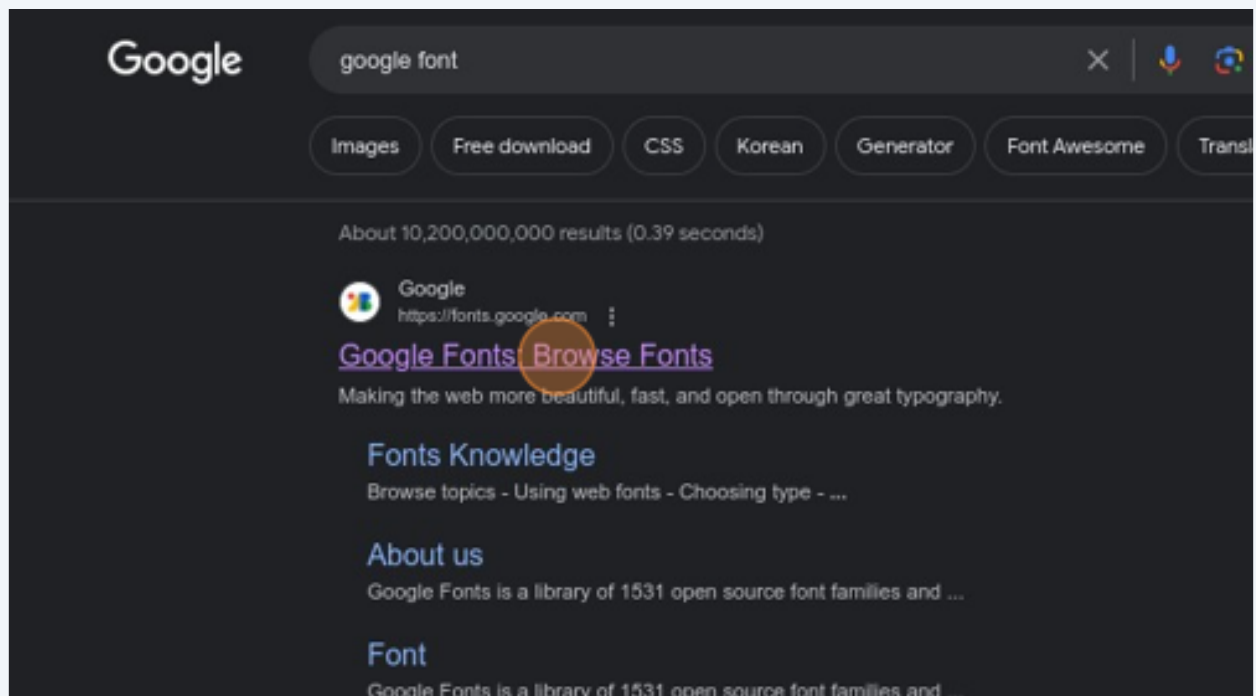 Google google font
Images Free download CSS Korean Generator Font Awesome Transl
About 10,200,000,000 results (0.39 seconds)
Google
https://fonts.google.com
Google Fonts: Browse Fonts
Making the web more beautiful, fast, and open through great typography.
Fonts Knowledge
Browse topics - Using web fonts - Choosing type - ...
About us
Google Fonts is a library of 1531 open source font families and ...
Font
Google Fonts is a library of 1531 open source font families and ...